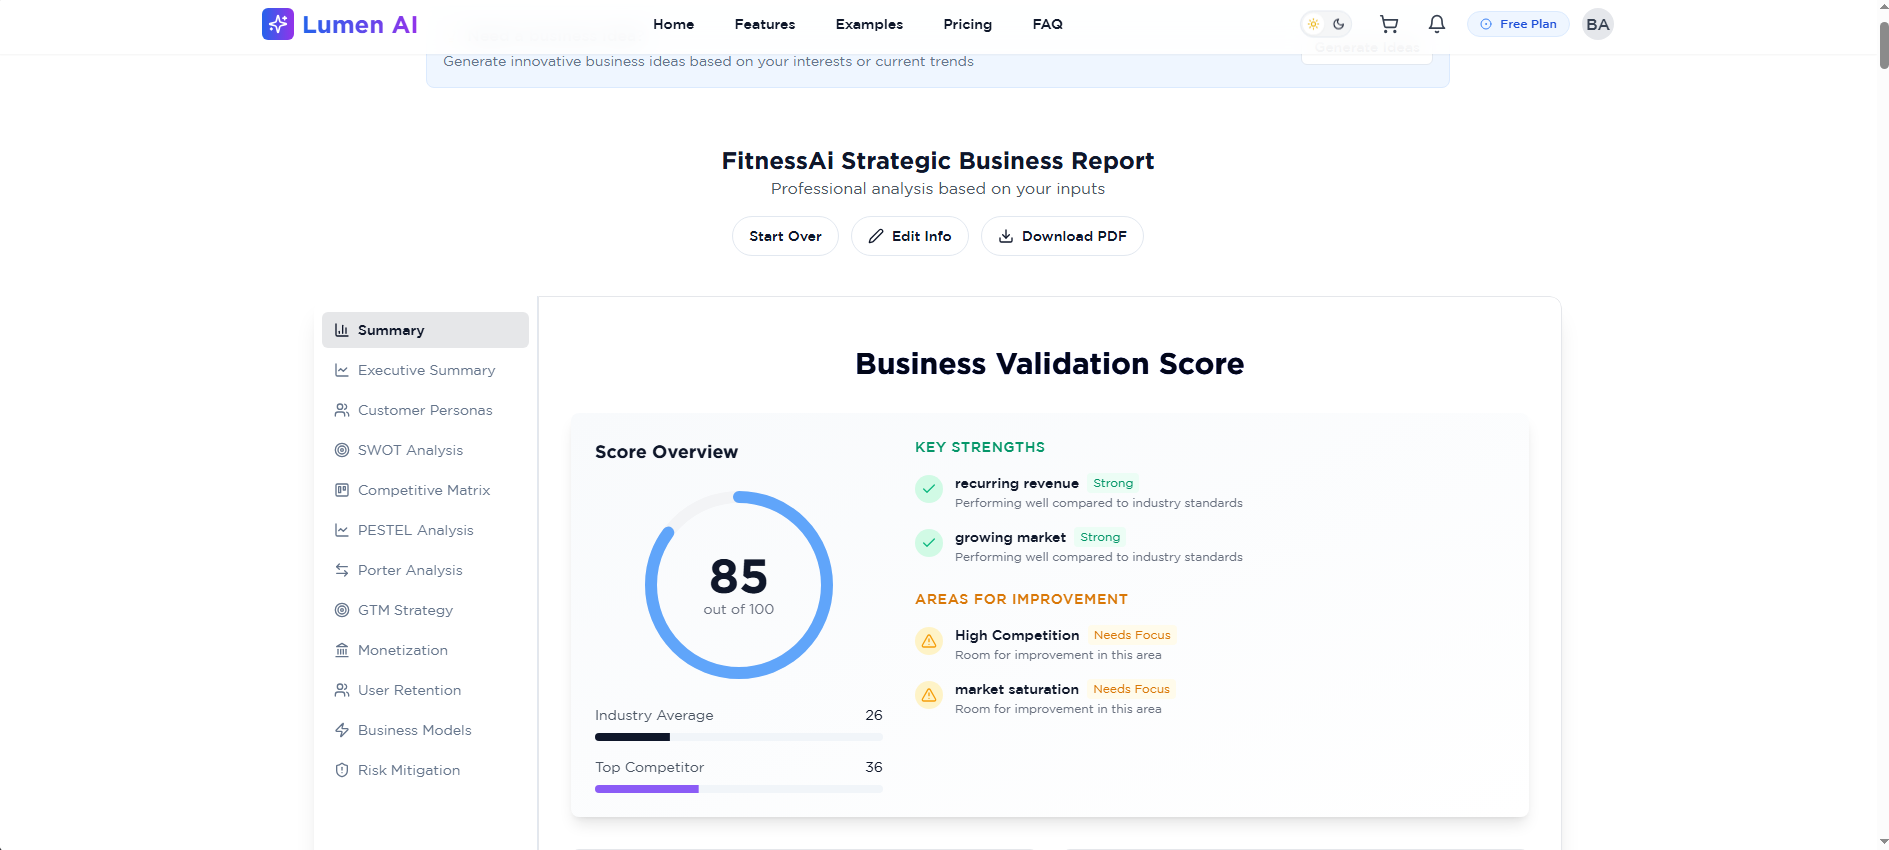 Lumen AI
Home
Features
Examples
Pricing
FAQ
Free Plan
BA
Generate Ideas
Generate innovative business ideas based on your interests or current trends
FitnessAi Strategic Business Report
Professional analysis based on your inputs
Start Over
Edit Info
Download PDF
Summary
Executive Summary
Customer Personas
SWOT Analysis
Competitive Matrix
PESTEL Analysis
Porter Analysis
GTM Strategy
Monetization
User Retention
Business Models
Risk Mitigation
Business Validation Score
Score Overview
85
out of 100
Industry Average 26
Top Competitor 36
KEY STRENGTHS
recurring revenue Strong
Performing well compared to industry standards
growing market Strong
Performing well compared to industry standards
AREAS FOR IMPROVEMENT
High Competition Needs Focus
Room for improvement in this area
market saturation Needs Focus
Room for improvement in this area